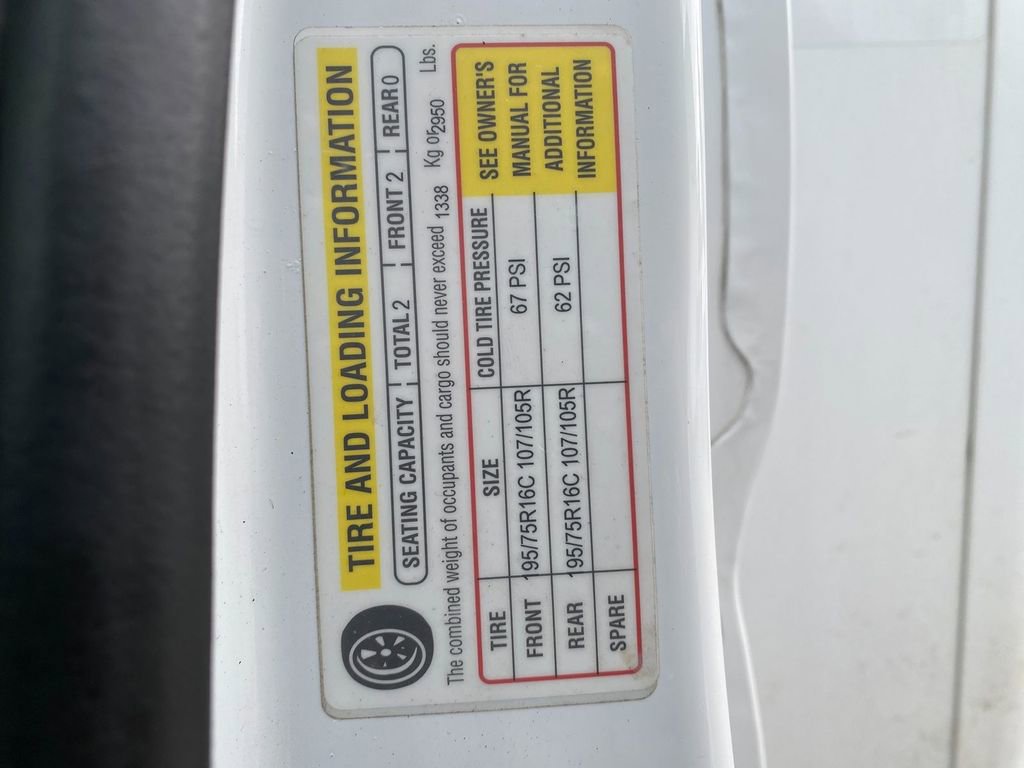 TIRE AND LOADING INFORMATION
SEATING CAPACITY TOTAL 2 FRONT 2 REAR 0
The combined weight of occupants and cargo should never exceed 1338 Kg or 2950 Lbs.
TIRE SIZE COLD TIRE PRESSURE
FRONT 195/75R16C 107/105R 67 PSI
REAR 195/75R16C 107/105R 62 PSI
SPARE
SEE OWNER'S
MANUAL FOR
ADDITIONAL
INFORMATION